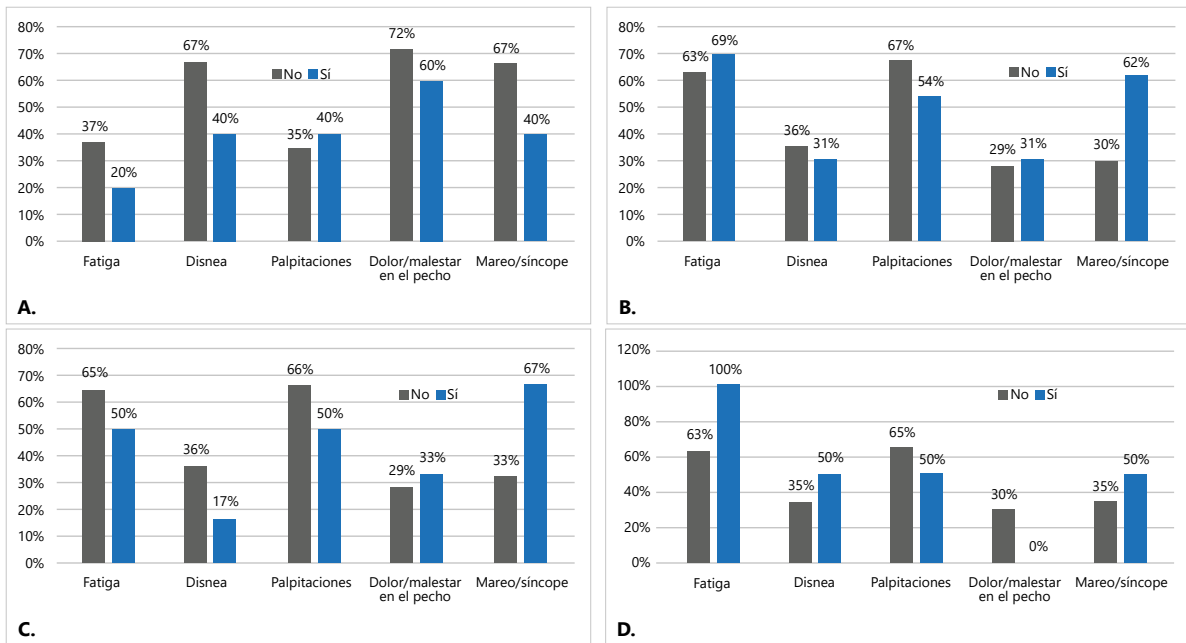 80%
70%
60%
50%
40%
30%
20%
10%
0%
37%
20%
67%
40%
35%
40%
72%
60%
67%
40%
No Sí
Fatiga
Disnea
Palpitaciones
Dolor/malestar
en el pecho
Mareo/síncope
A.
80%
70%
60%
50%
40%
30%
20%
10%
0%
63%
69%
36%
31%
67%
54%
29%
31%
30%
62%
No Sí
Fatiga
Disnea
Palpitaciones
Dolor/malestar
en el pecho
Mareo/síncope
B.
80%
70%
60%
50%
40%
30%
20%
10%
0%
65%
50%
36%
17%
66%
50%
29%
33%
33%
67%
No Sí
Fatiga
Disnea
Palpitaciones
Dolor/malestar
en el pecho
Mareo/síncope
C.
120%
100%
80%
60%
40%
20%
0%
63%
100%
35%
50%
65%
50%
30%
0%
35%
50%
No Sí
Fatiga
Disnea
Palpitaciones
Dolor/malestar
en el pecho
Mareo/síncope
D.